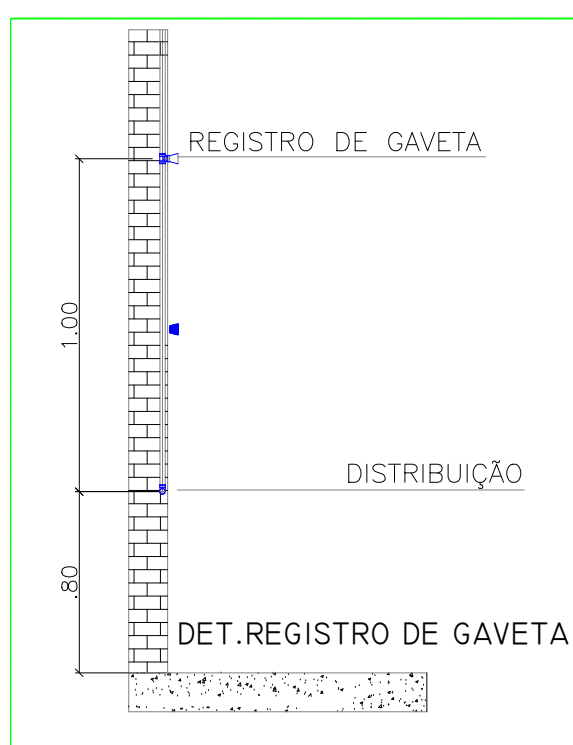 REGISTRO DE GAVETA
1.00
DISTRIBUIÇÃO
.80
DET.REGISTRO DE GAVETA